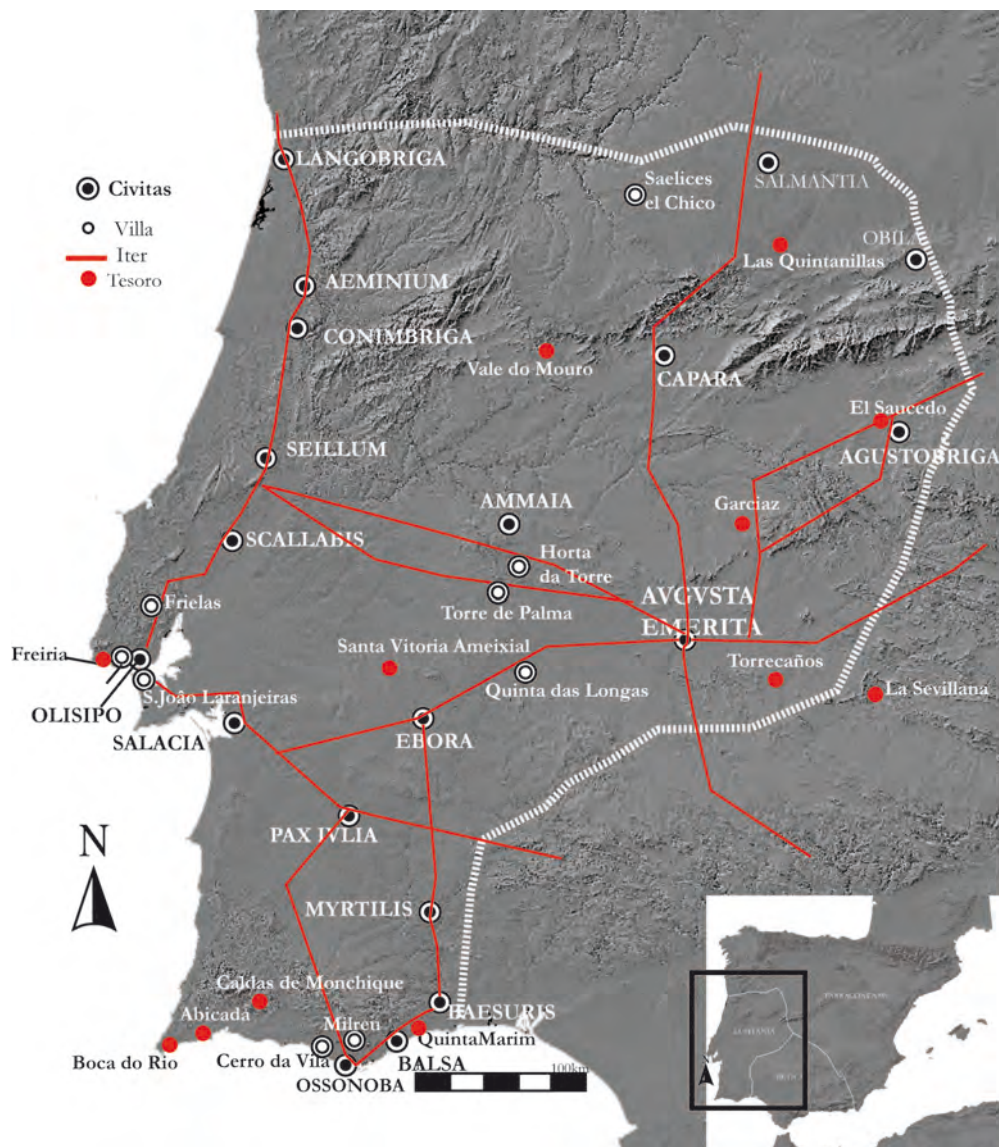 LANGOBRIGA
Civitas
Villa
Iter
Tesoro
Saelices
el Chico
SALMANTIA
OBILA
Las Quintanillas
AEMINIUM
CONIMBRIGA
Vale do Mouro
CAPARA
El Saucedo
AGUSTOBRIGA
SEILLUM
AMMAIA
Garciaz
SCALLABIS
Horta
da Torre
Torre de Palma
AVGVSTA
EMERITA
Frielas
Freiria
Santa Vitoria Ameixial
Quinta das Longas
Torrecaños
La Sevillana
S.João Laranjeiras
OLISIPO
SALACIA
EBORA
PAX IVLIA
N
MYRTILIS
Caldas de Monchique
Abicada
Boca do Rio
Milreu
Cerro da Vila
BAESURIS
QuintaMarim
BALSA
OSSONOBA
100km
LUSITANIA
BETICA
N